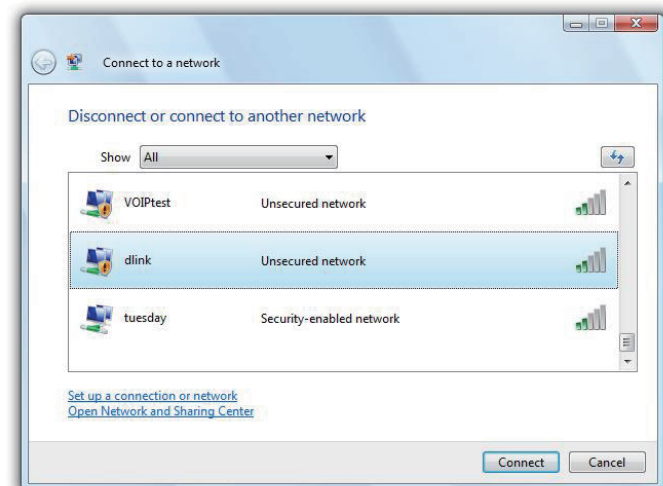 Connect to a network
Disconnect or connect to another network
Show All
VOIPtest Unsecured network
dlink Unsecured network
tuesday Security-enabled network
Set up a connection or network
Open Network and Sharing Center
Connect Cancel